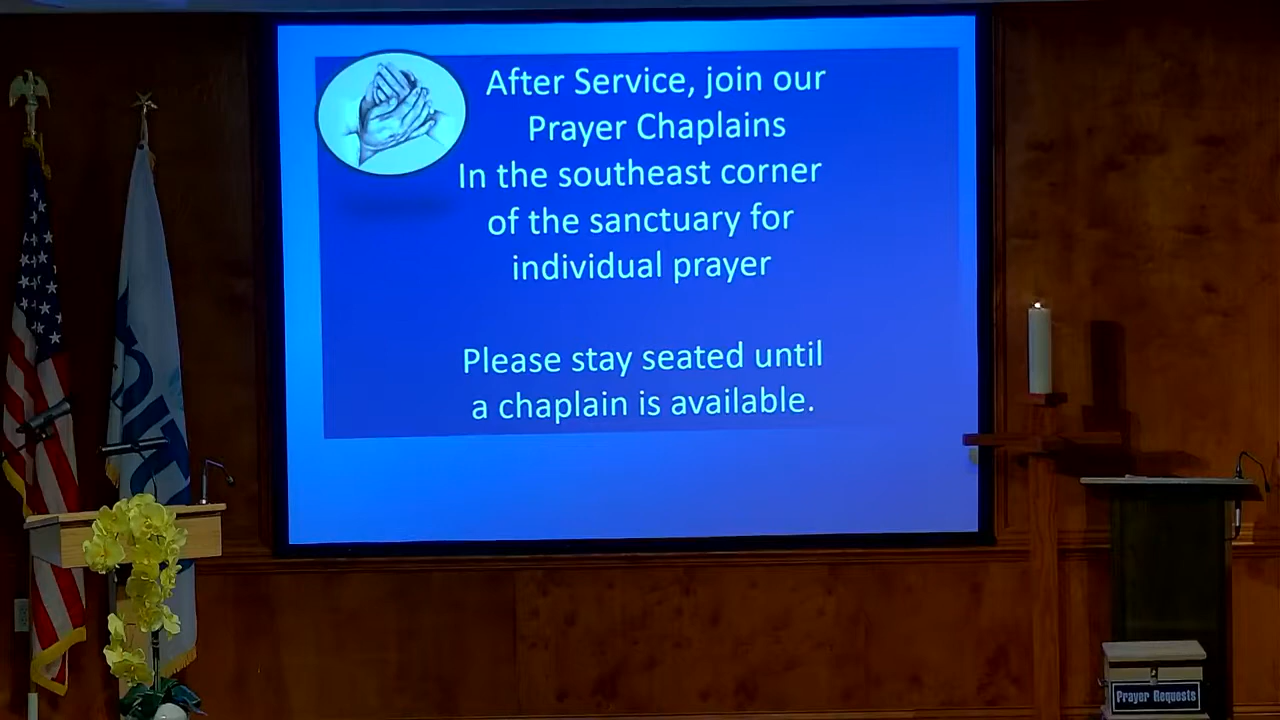 After Service, join our
Prayer Chaplains
In the southeast corner
of the sanctuary for
individual prayer
Please stay seated until
a chaplain is available.
Prayer Requests